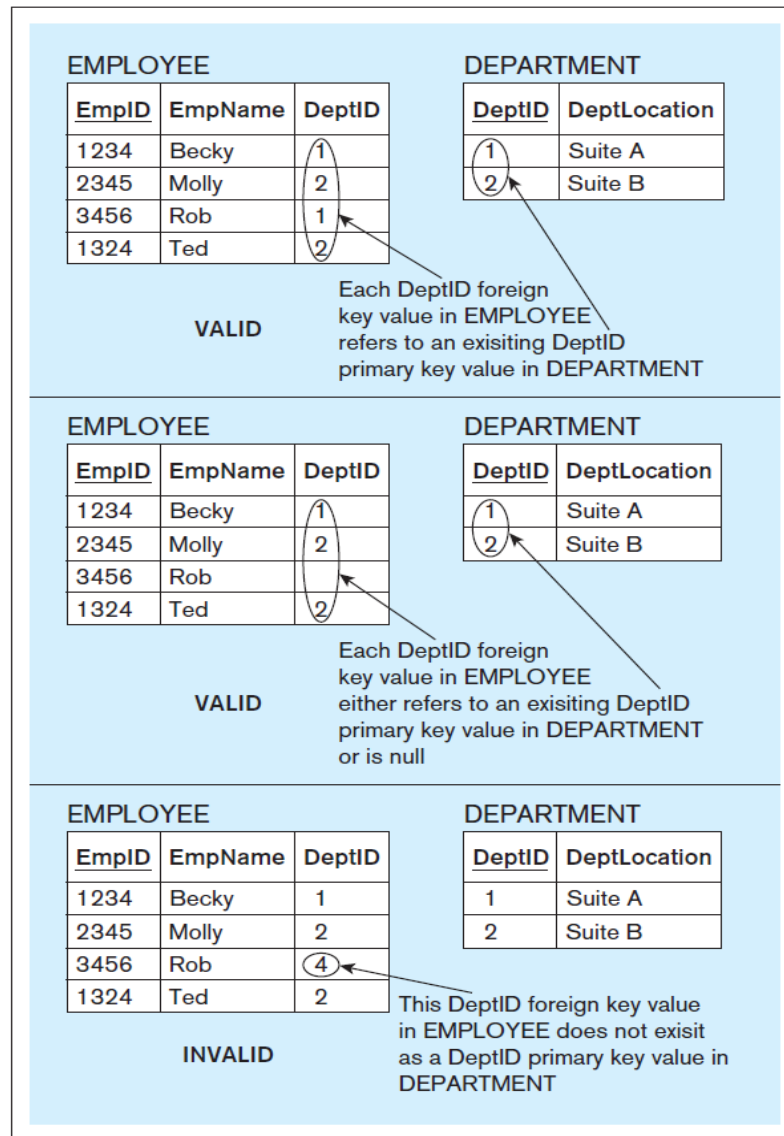 EMPLOYEE DEPARTMENT
EmpID EmpName DeptID DeptID DeptLocation
1234 Becky 1 1 Suite A
2345 Molly 2 2 Suite B
3456 Rob 1
1324 Ted 2
VALID
Each DeptID foreign
key value in EMPLOYEE
refers to an exisiting DeptID
primary key value in DEPARTMENT
EMPLOYEE DEPARTMENT
EmpID EmpName DeptID DeptID DeptLocation
1234 Becky 1 1 Suite A
2345 Molly 2 2 Suite B
3456 Rob
1324 Ted 2
VALID
Each DeptID foreign
key value in EMPLOYEE
either refers to an exisiting DeptID
primary key value in DEPARTMENT
or is null
EMPLOYEE DEPARTMENT
EmpID EmpName DeptID DeptID DeptLocation
1234 Becky 1 1 Suite A
2345 Molly 2 2 Suite B
3456 Rob 4
1324 Ted 2
INVALID
This DeptID foreign key value
in EMPLOYEE does not exisit
as a DeptID primary key value in
DEPARTMENT